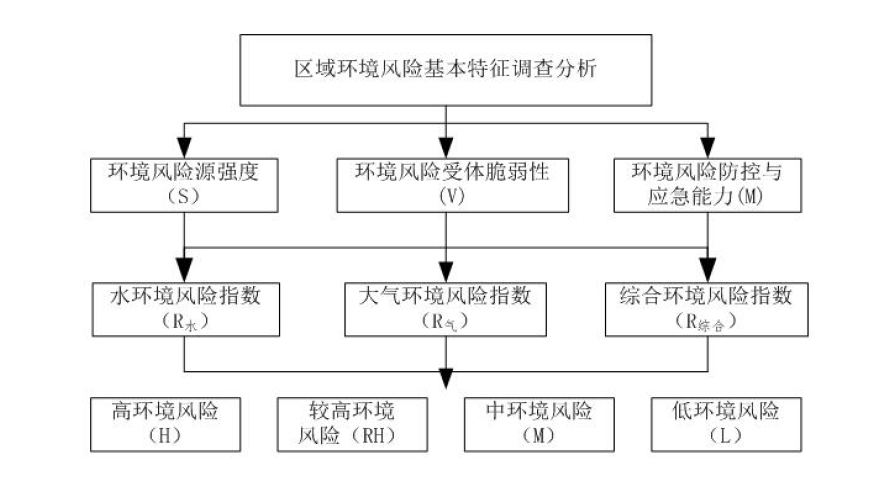 区域环境风险基本特征调查分析
环境风险源强度
（S）
环境风险受体脆弱性
(V)
环境风险防控与
应急能力(M)
水环境风险指数
（R水）
大气环境风险指数
（R气）
综合环境风险指数
（R综合）
高环境风险
（H）
较高环境
风险（RH）
中环境风险
（M）
低环境风险
（L）